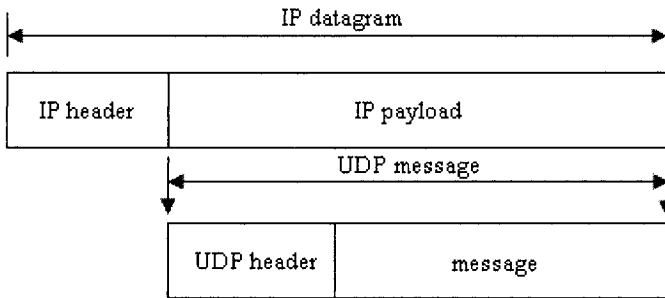 IP datagram
IP header
IP payload
UDP message
UDP header
message